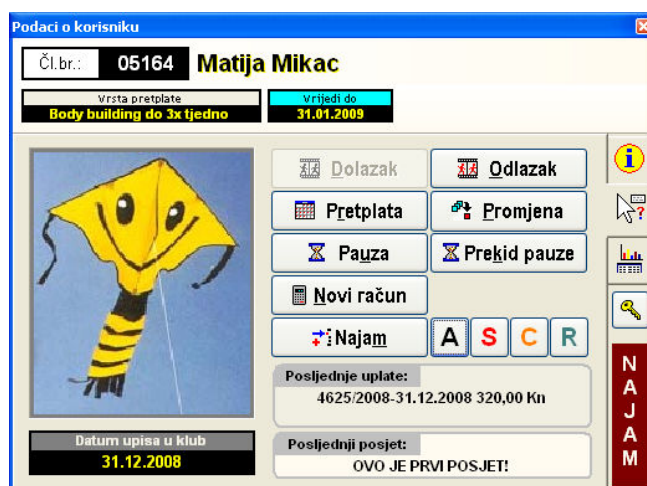 Podaci o korisniku
Čl.br.: 05164 Matija Mikac
Vrsta pretplate
Body building do 3x tjedno
Vrijedi do
31.01.2009
Dolazak
Odlazak
Pretplata
Promjena
Pauza
Prekid pauze
Novi račun
Najam
A S C R
Posljednje uplate:
4625/2008-31.12.2008 320,00 Kn
Datum upisa u klub
31.12.2008
Posljednji posjet:
OVO JE PRVI POSJET!
NAJAM